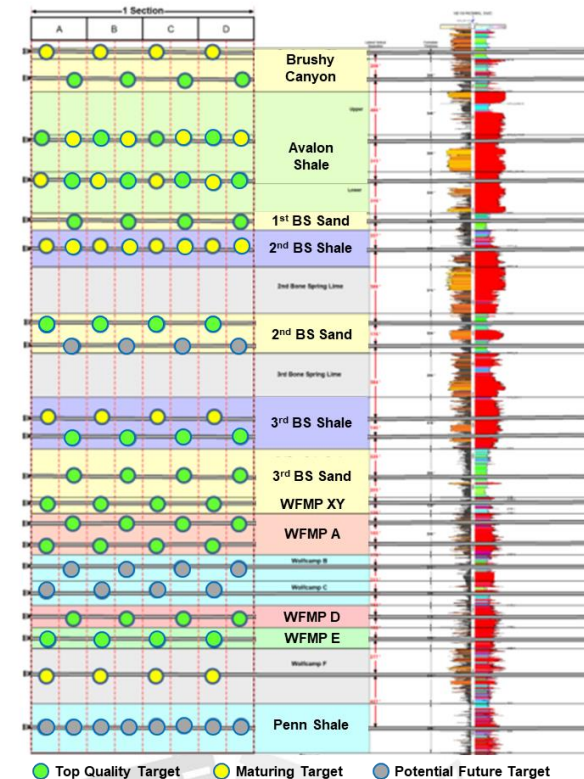 1 Section
A B C D
Brushy
Canyon
Upper
Avalon
Shale
Lower
1st BS Sand
2nd BS Shale
2nd Bone Spring Lime
2nd BS Sand
3rd Bone Spring Lime
3rd BS Shale
3rd BS Sand
WFMP XY
WFMP A
Wolfcamp B
Wolfcamp C
WFMP D
WFMP E
Wolfcamp F
Penn Shale
Top Quality Target Maturing Target Potential Future Target